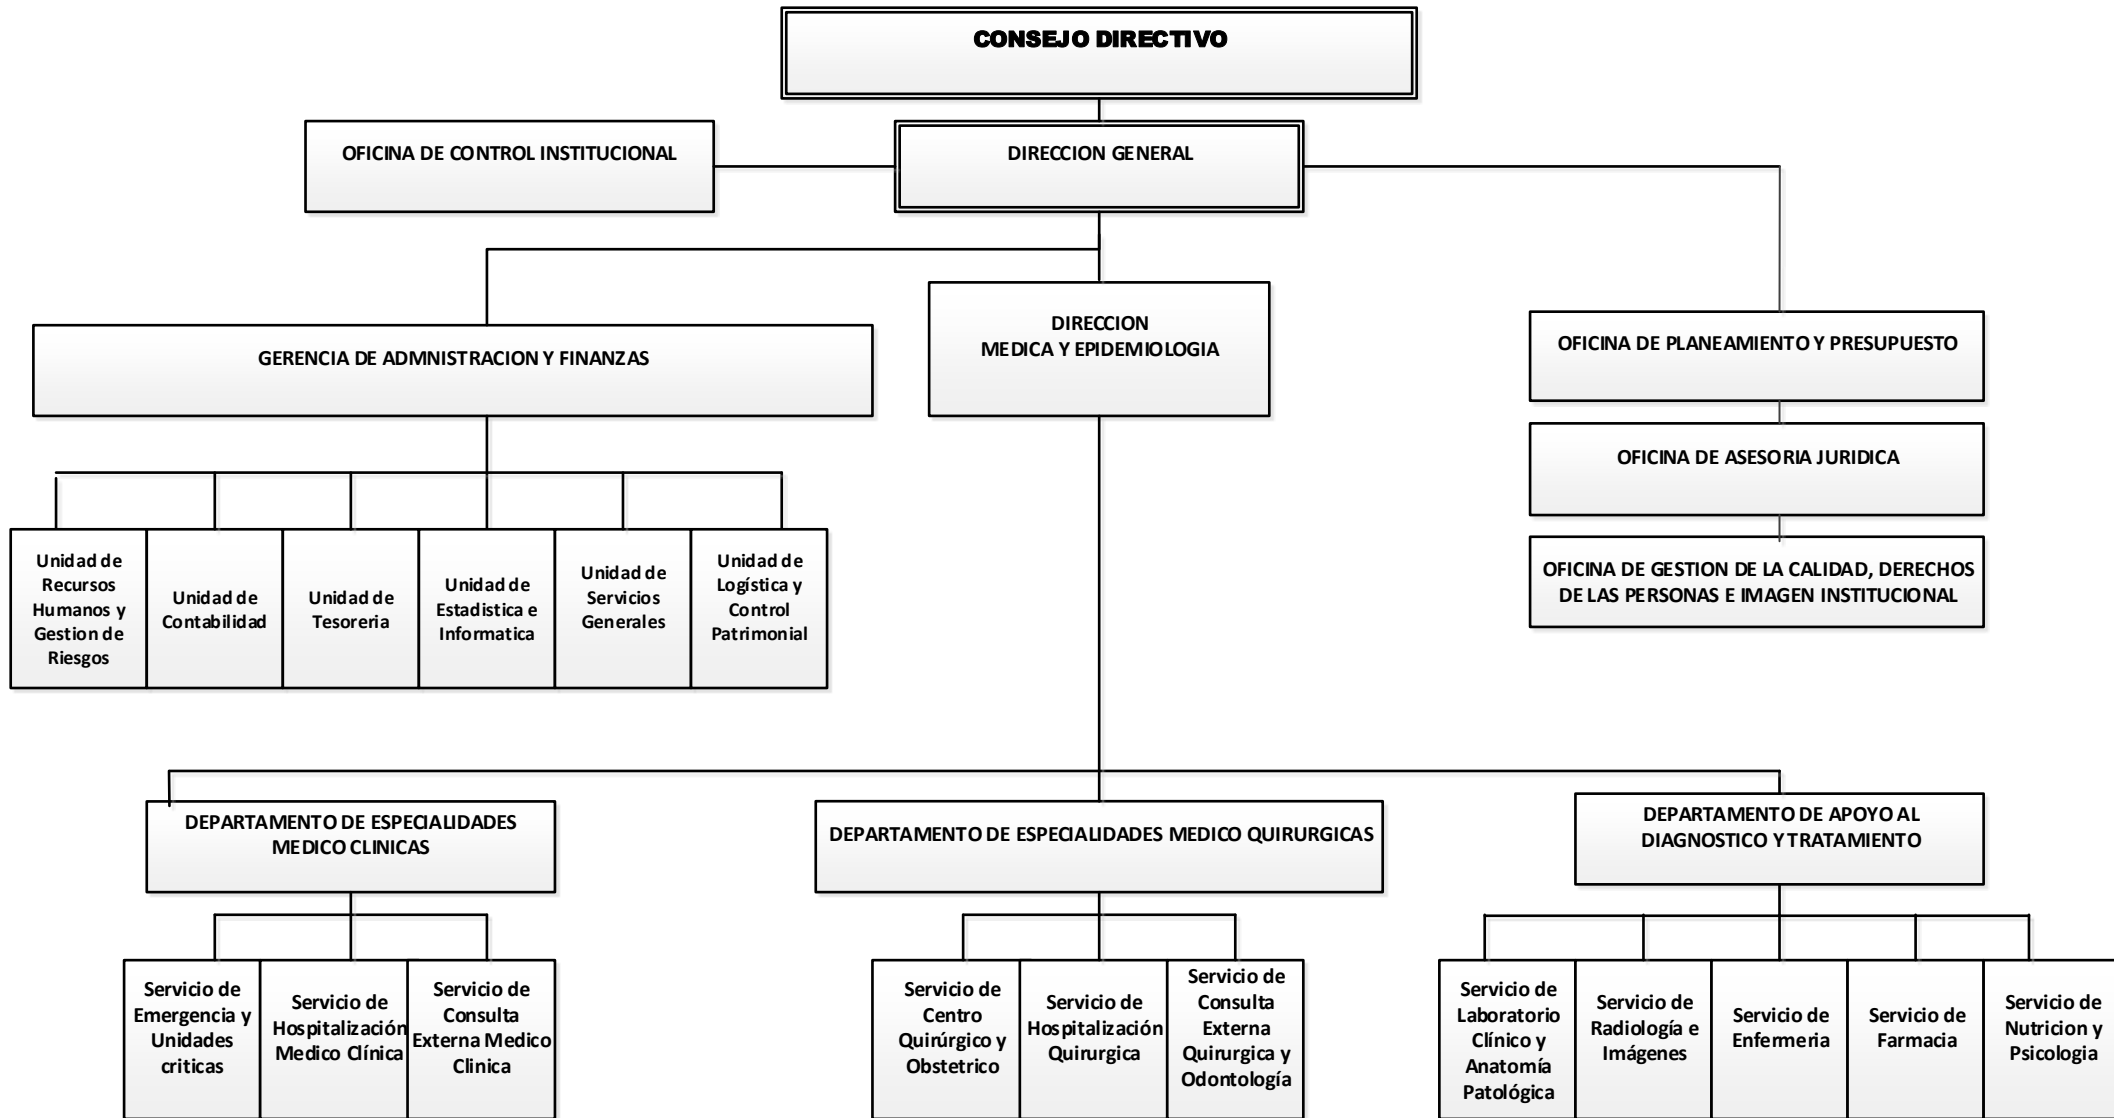 CONSEJO DIRECTIVO
OFICINA DE CONTROL INSTITUCIONAL
DIRECCION GENERAL
GERENCIA DE ADMNISTRACION Y FINANZAS
DIRECCION
MEDICA Y EPIDEMIOLOGIA
OFICINA DE PLANEAMIENTO Y PRESUPUESTO
OFICINA DE ASESORIA JURIDICA
OFICINA DE GESTION DE LA CALIDAD, DERECHOS
DE LAS PERSONAS E IMAGEN INSTITUCIONAL
Unidad de
Recursos
Humanos y
Gestion de
Riesgos
Unidad de
Contabilidad
Unidad de
Tesoreria
Unidad de
Estadistica e
Informatica
Unidad de
Servicios
Generales
Unidad de
Logística y
Control
Patrimonial
DEPARTAMENTO DE ESPECIALIDADES
MEDICO CLINICAS
DEPARTAMENTO DE ESPECIALIDADES MEDICO QUIRURGICAS
DEPARTAMENTO DE APOYO AL
DIAGNOSTICO Y TRATAMIENTO
Servicio de
Emergencia y
Unidades
criticas
Servicio de
Hospitalización
Medico Clínica
Servicio de
Consulta
Externa Medico
Clinica
Servicio de
Centro
Quirúrgico y
Obstetrico
Servicio de
Hospitalización
Quirurgica
Servicio de
Consulta
Externa
Quirurgica y
Odontología
Servicio de
Laboratorio
Clínico y
Anatomía
Patológica
Servicio de
Radiología e
Imágenes
Servicio de
Enfermeria
Servicio de
Farmacia
Servicio de
Nutricion y
Psicologia